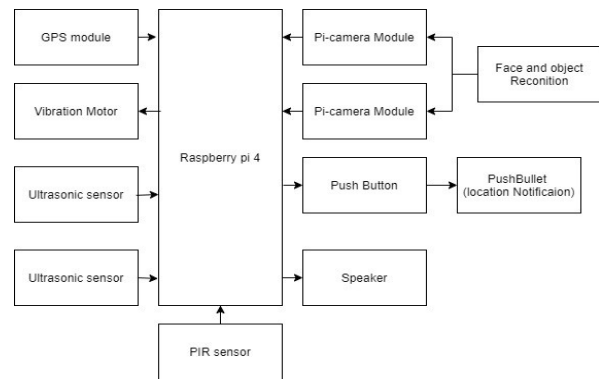 GPS module
Pi-camera Module
Face and object
Reconition
Vibration Motor
Pi-camera Module
Raspberry pi 4
Ultrasonic sensor
Push Button
PushBullet
(location Notificaion)
Ultrasonic sensor
Speaker
PIR sensor